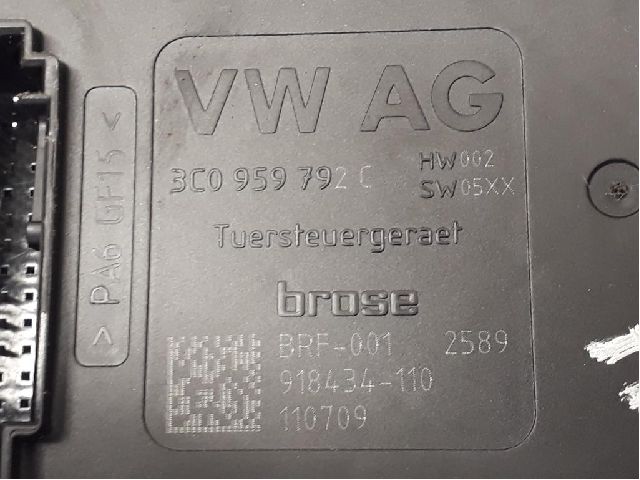 VW AG
3C0 959 792 C
HW002
SW05XX
Tuersteuergeraet
brose
BRF-001 2589
918434-110
110709
> PA6 GF15 <